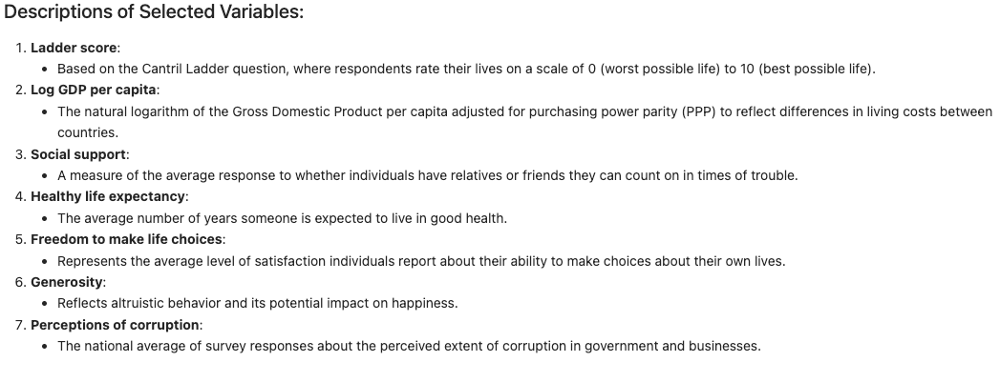 Descriptions of Selected Variables:
1. Ladder score:
• Based on the Cantril Ladder question, where respondents rate their lives on a scale of 0 (worst possible life) to 10 (best possible life).
2. Log GDP per capita:
• The natural logarithm of the Gross Domestic Product per capita adjusted for purchasing power parity (PPP) to reflect differences in living costs between
countries.
3. Social support:
• A measure of the average response to whether individuals have relatives or friends they can count on in times of trouble.
4. Healthy life expectancy:
• The average number of years someone is expected to live in good health.
5. Freedom to make life choices:
• Represents the average level of satisfaction individuals report about their ability to make choices about their own lives.
6. Generosity:
• Reflects altruistic behavior and its potential impact on happiness.
7. Perceptions of corruption:
• The national average of survey responses about the perceived extent of corruption in government and businesses.